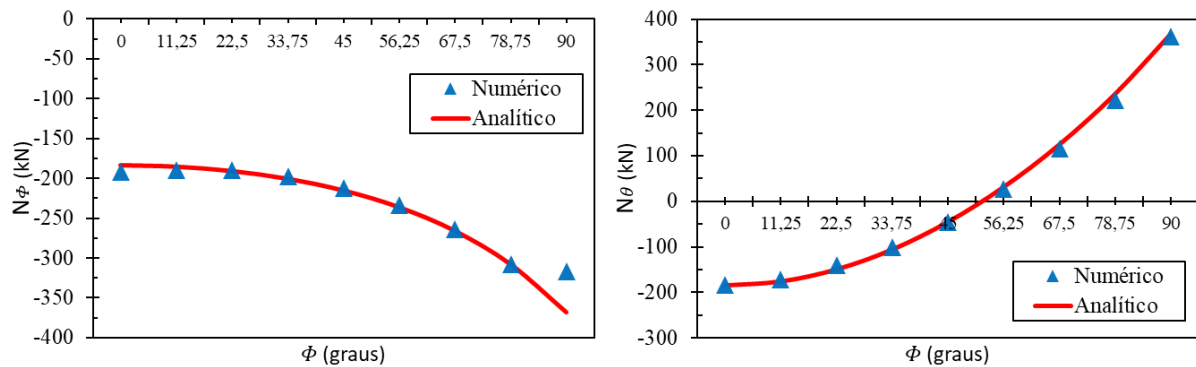 0
-50
-100
-150
-200
-250
-300
-350
-400
NΦ (kN)
0 11,25 22,5 33,75 45 56,25 67,5 78,75 90
Numérico
Analítico
Φ (graus)
400
300
200
100
0
-100
-200
-300
Nθ (kN)
0 11,25 22,5 33,75 45 56,25 67,5 78,75 90
Numérico
Analítico
Φ (graus)